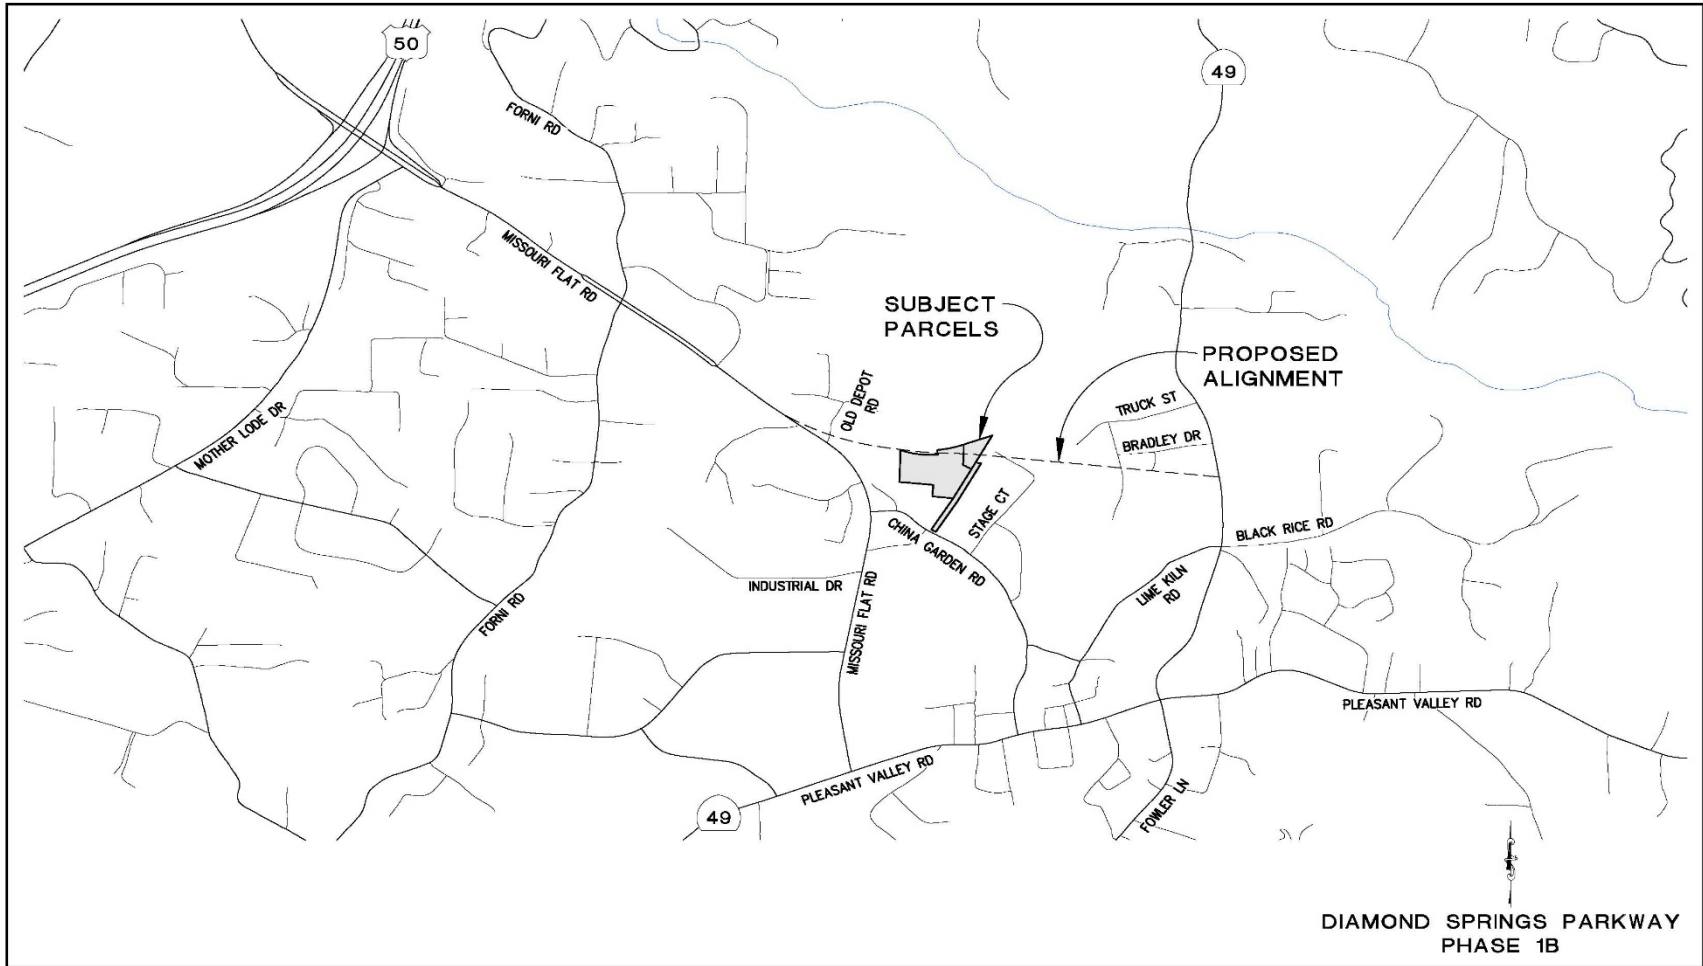 50
49
FORNI RD
MISSOURI FLAT RD
SUBJECT
PARCELS
PROPOSED
ALIGNMENT
OLD DEPOT
RD
TRUCK ST
BRADLEY DR
MOTHER LODE DR
STAGE CT
CHINA GARDEN RD
BLACK RICE RD
INDUSTRIAL DR
LIME KILN
RD
FORNI RD
MISSOURI FLAT RD
PLEASANT VALLEY RD
PLEASANT VALLEY RD
49
FOWLER LN
DIAMOND SPRINGS PARKWAY
PHASE 1B